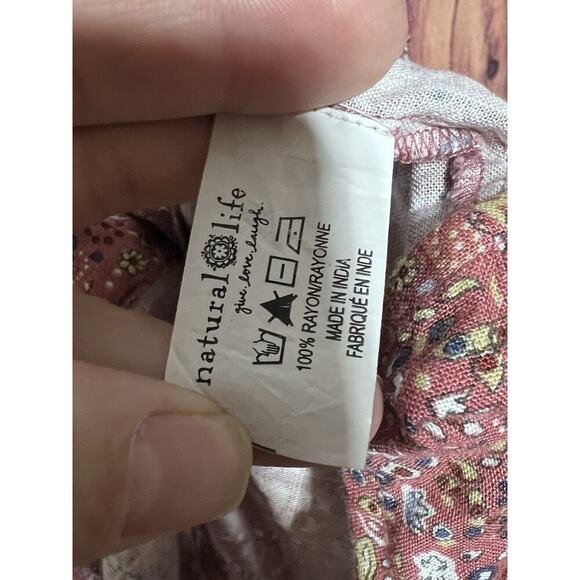 natural life
give. love. laugh.
100% RAYON/RAYONNE
MADE IN INDIA
FABRIQUÉ EN INDE